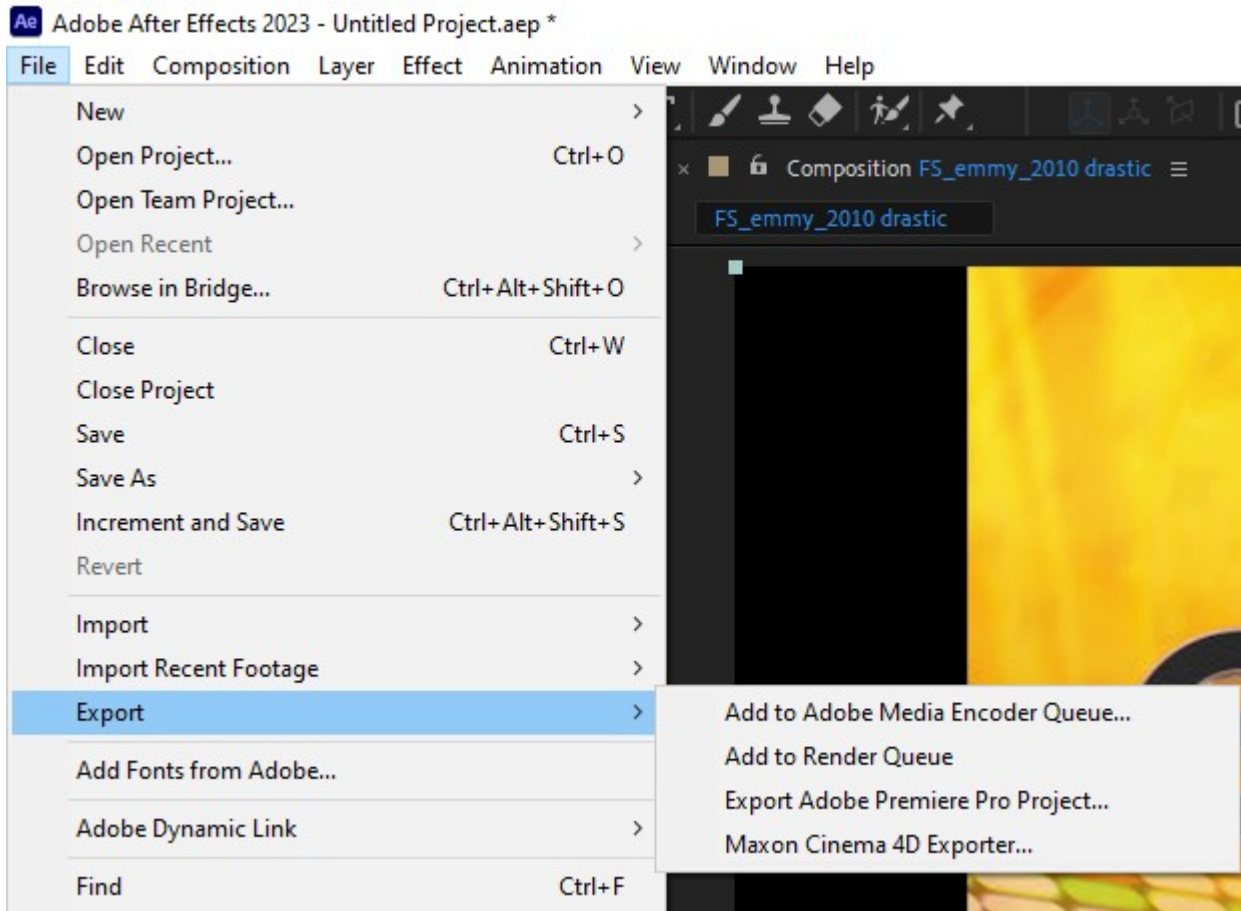 Ae Adobe After Effects 2023 - Untitled Project.aep *
File Edit Composition Layer Effect Animation View Window Help
New >
Open Project... Ctrl+O
Open Team Project...
Open Recent >
Browse in Bridge... Ctrl+Alt+Shift+O
Close Ctrl+W
Close Project
Save Ctrl+S
Save As >
Increment and Save Ctrl+Alt+Shift+S
Revert
Import >
Import Recent Footage >
Export >
Add Fonts from Adobe...
Adobe Dynamic Link >
Find Ctrl+F
× Composition FS_emmy_2010 drastic ≡
FS_emmy_2010 drastic
Add to Adobe Media Encoder Queue...
Add to Render Queue
Export Adobe Premiere Pro Project...
Maxon Cinema 4D Exporter...